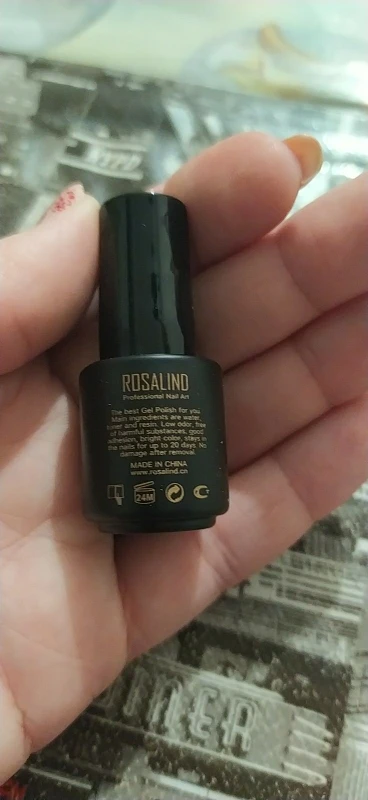 ROSALIND
Professional Nail Art
The best Gel Polish for you
Main ingredients are water,
toner and resin. Low odor, free
of harmful substances, good
adhesion, bright color, stays in
the nails for up to 20 days. No
damage after removal.
MADE IN CHINA
www.rosalind.cn
24M
DINER